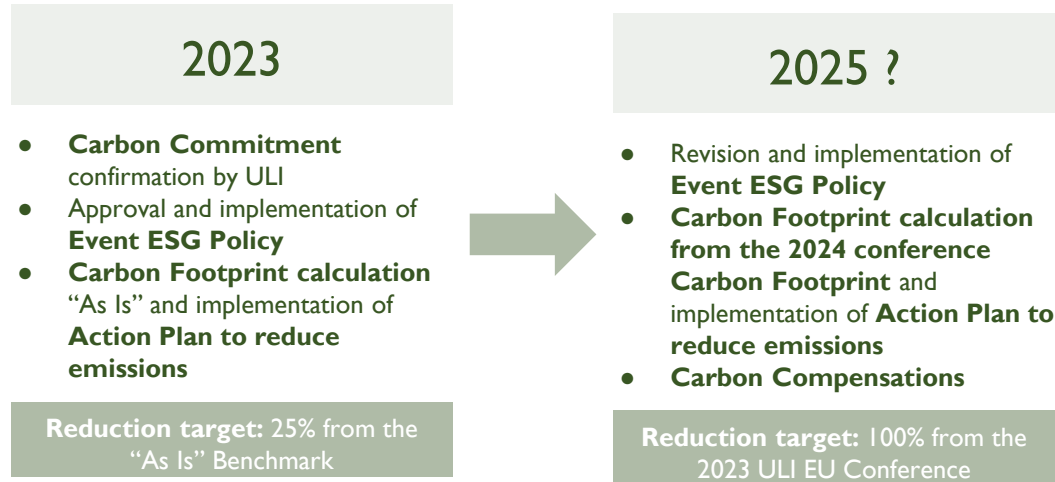 2023
● Carbon Commitment
confirmation by ULI
● Approval and implementation of
Event ESG Policy
● Carbon Footprint calculation
“As Is” and implementation of
Action Plan to reduce
emissions
Reduction target: 25% from the
“As Is” Benchmark
2025 ?
● Revision and implementation of
Event ESG Policy
● Carbon Footprint calculation
from the 2024 conference
Carbon Footprint and
implementation of Action Plan to
reduce emissions
● Carbon Compensations
Reduction target: 100% from the
2023 ULI EU Conference